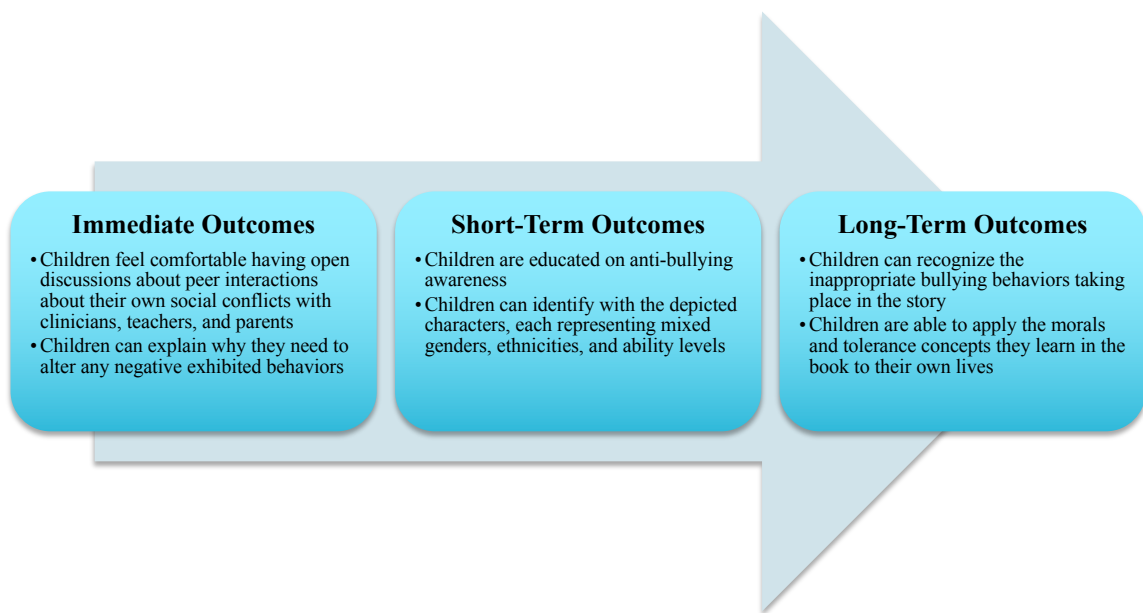 Immediate Outcomes
•Children feel comfortable having open
discussions about peer interactions
about their own social conflicts with
clinicians, teachers, and parents
•Children can explain why they need to
alter any negative exhibited behaviors
Short-Term Outcomes
•Children are educated on anti-bullying
awareness
•Children can identify with the depicted
characters, each representing mixed
genders, ethnicities, and ability levels
Long-Term Outcomes
•Children can recognize the
inappropriate bullying behaviors taking
place in the story
•Children are able to apply the morals
and tolerance concepts they learn in the
book to their own lives